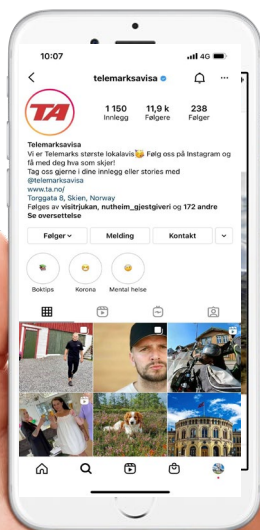 10:07
4G
telemarksavisa
TA
1 150
11,9 k
238
Innlegg
Følgere
Følger
Telemarksavisa
Vi er Telemarks største lokalavis Følg oss på Instagram og
få med deg hva som skjer!
Tag oss gjerne i dine innlegg eller stories med
@telemarksavisa
www.ta.no/
Torggata 8, Skien, Norway
Følges av visitrjukan, nutheim_gjestgiveri og 172 andre
Se oversettelse
Følger
Melding
Kontakt
Boktips
Korona
Mental helse